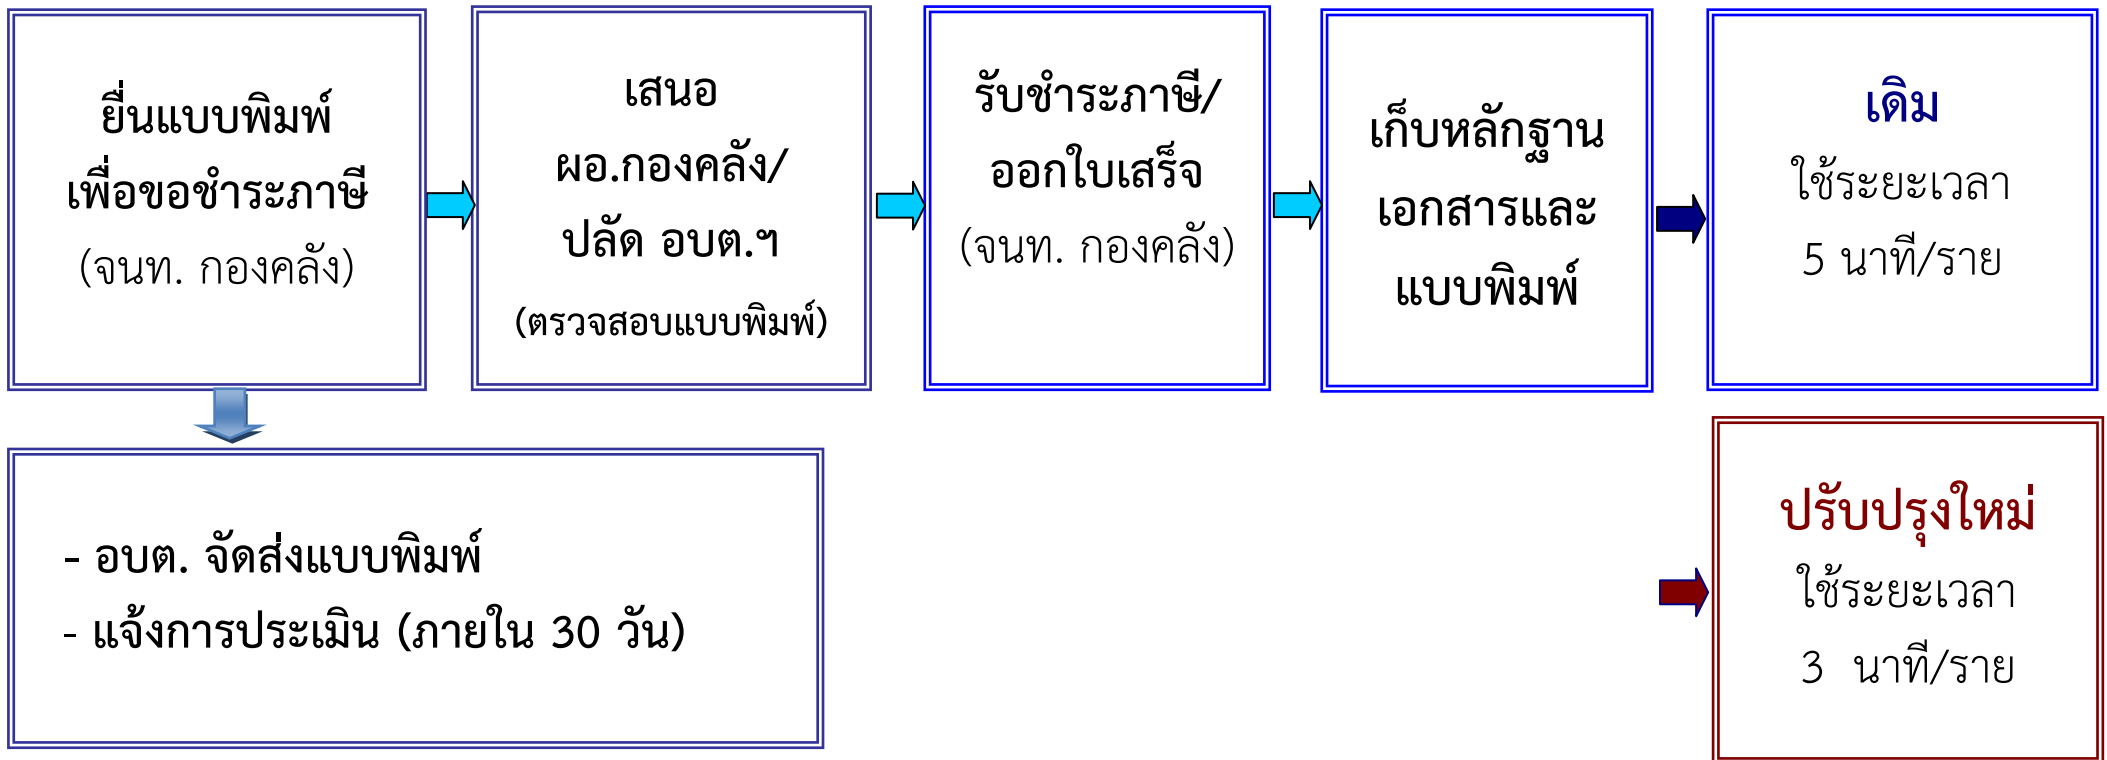 ยื่นแบบพิมพ์
เพื่อขอชำระภาษี
(จนท. กองคลัง)
เสนอ
ผอ.กองคลัง/
ปลัด อบต.ฯ
(ตรวจสอบแบบพิมพ์)
รับชำระภาษี/
ออกใบเสร็จ
(จนท. กองคลัง)
เก็บหลักฐาน
เอกสารและ
แบบพิมพ์
เดิม
ใช้ระยะเวลา
5 นาที/ราย
- อบต. จัดส่งแบบพิมพ์
- แจ้งการประเมิน (ภายใน 30 วัน)
ปรับปรุงใหม่
ใช้ระยะเวลา
3 นาที/ราย